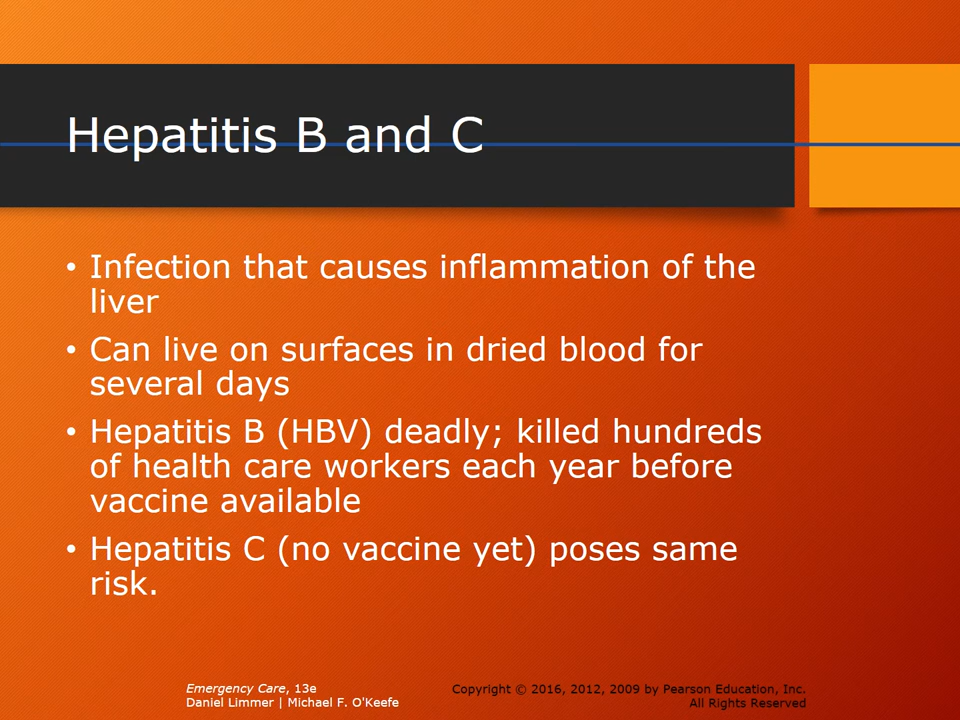 Hepatitis B and C
• Infection that causes inflammation of the
liver
• Can live on surfaces in dried blood for
several days
• Hepatitis B (HBV) deadly; killed hundreds
of health care workers each year before
vaccine available
• Hepatitis C (no vaccine yet) poses same
risk.
Emergency Care, 13e
Daniel Limmer | Michael F. O'Keefe
Copyright © 2016, 2012, 2009 by Pearson Education, Inc.
All Rights Reserved